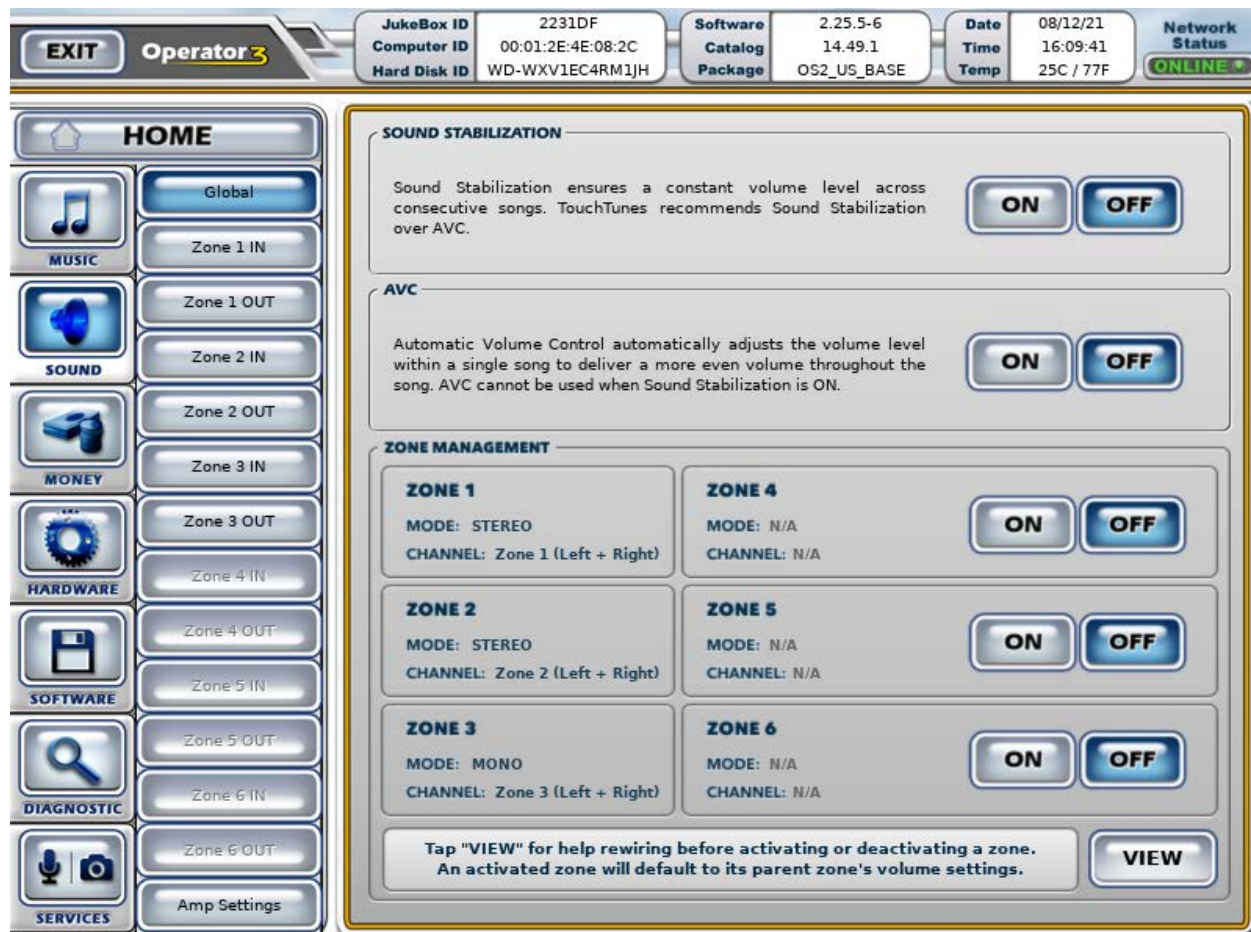 EXIT
Operator 3
JukeBox ID 2231DF
Computer ID 00:01:2E:4E:08:2C
Hard Disk ID WD-WXV1EC4RM1JH
Software 2.25.5-6
Catalog 14.49.1
Package OS2_US_BASE
Date 08/12/21
Time 16:09:41
Temp 25C / 77F
Network
Status
ONLINE
HOME
MUSIC
SOUND
MONEY
HARDWARE
SOFTWARE
DIAGNOSTIC
SERVICES
Global
Zone 1 IN
Zone 1 OUT
Zone 2 IN
Zone 2 OUT
Zone 3 IN
Zone 3 OUT
Zone 4 IN
Zone 4 OUT
Zone 5 IN
Zone 5 OUT
Zone 6 IN
Zone 6 OUT
Amp Settings
SOUND STABILIZATION
Sound Stabilization ensures a constant volume level across
consecutive songs. TouchTunes recommends Sound Stabilization
over AVC.
ON OFF
AVC
Automatic Volume Control automatically adjusts the volume level
within a single song to deliver a more even volume throughout the
song. AVC cannot be used when Sound Stabilization is ON.
ON OFF
ZONE MANAGEMENT
ZONE 1
MODE: STEREO
CHANNEL: Zone 1 (Left + Right)
ZONE 4
MODE: N/A
CHANNEL: N/A
ON OFF
ZONE 2
MODE: STEREO
CHANNEL: Zone 2 (Left + Right)
ZONE 5
MODE: N/A
CHANNEL: N/A
ON OFF
ZONE 3
MODE: MONO
CHANNEL: Zone 3 (Left + Right)
ZONE 6
MODE: N/A
CHANNEL: N/A
ON OFF
Tap "VIEW" for help rewiring before activating or deactivating a zone.
An activated zone will default to its parent zone's volume settings.
VIEW